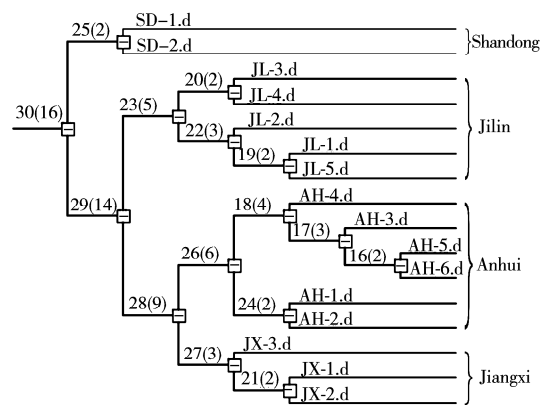 SD-1.d
25(2)
SD-2.d
Shandong
JL-3.d
20(2)
JL-4.d
30(16)
23(5)
JL-2.d
Jilin
22(3)
JL-1.d
19(2)
JL-5.d
AH-4.d
29(14)
18(4)
AH-3.d
17(3)
AH-5.d
26(6)
16(2)
AH-6.d
Anhui
AH-1.d
28(9)
24(2)
AH-2.d
JX-3.d
27(3)
JX-1.d
Jiangxi
21(2)
JX-2.d